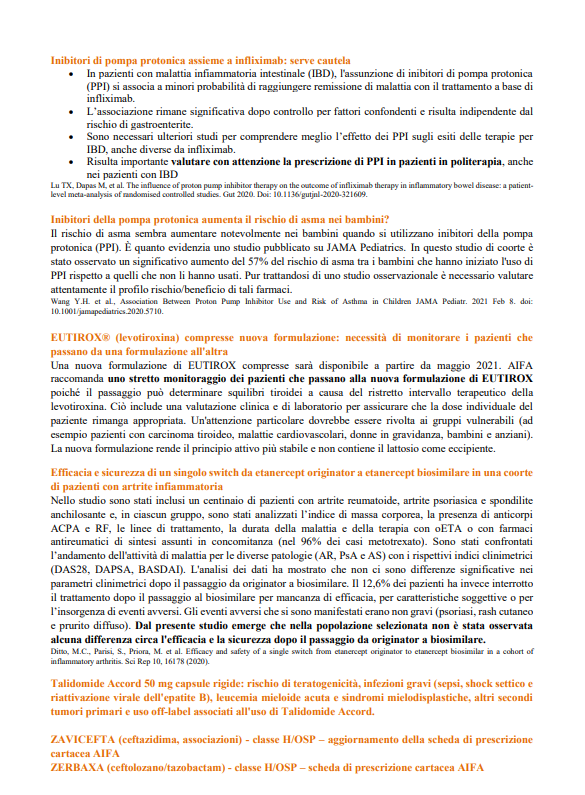 Inibitori di pompa protonica assieme a infliximab: serve cautela
• In pazienti con malattia infiammatoria intestinale (IBD), l'assunzione di inibitori di pompa protonica
(PPI) si associa a minori probabilità di raggiungere remissione di malattia con il trattamento a base di
infliximab.
• L'associazione rimane significativa dopo controllo per fattori confondenti e risulta indipendente dal
rischio di gastroenterite.
• Sono necessari ulteriori studi per comprendere meglio l'effetto dei PPI sugli esiti delle terapie per
IBD, anche diverse da infliximab.
• Risulta importante valutare con attenzione la prescrizione di PPI in pazienti in politerapia, anche
nei pazienti con IBD
Lu TX, Dapas M, et al. The influence of proton pump inhibitor therapy on the outcome of infliximab therapy in inflammatory bowel disease: a patient-
level meta-analysis of randomised controlled studies. Gut 2020. Doi: 10.1136/gutjnl-2020-321609.
Inibitori della pompa protonica aumenta il rischio di asma nei bambini?
Il rischio di asma sembra aumentare notevolmente nei bambini quando si utilizzano inibitori della pompa
protonica (PPI). È quanto evidenzia uno studio pubblicato su JAMA Pediatrics. In questo studio di coorte è
stato osservato un significativo aumento del 57% del rischio di asma tra i bambini che hanno iniziato l'uso di
PPI rispetto a quelli che non li hanno usati. Pur trattandosi di uno studio osservazionale è necessario valutare
attentamente il profilo rischio/beneficio di tali farmaci.
Wang Y.H. et al., Association Between Proton Pump Inhibitor Use and Risk of Asthma in Children JAMA Pediatr. 2021 Feb 8. doi:
10.1001/jamapediatrics.2020.5710.
EUTIROX® (levotiroxina) compresse nuova formulazione: necessità di monitorare i pazienti che
passano da una formulazione all'altra
Una nuova formulazione di EUTIROX compresse sarà disponibile a partire da maggio 2021. AIFA
raccomanda uno stretto monitoraggio dei pazienti che passano alla nuova formulazione di EUTIROX
poiché il passaggio può determinare squilibri tiroidei a causa del ristretto intervallo terapeutico della
levotiroxina. Ciò include una valutazione clinica e di laboratorio per assicurare che la dose individuale del
paziente rimanga appropriata. Un'attenzione particolare dovrebbe essere rivolta ai gruppi vulnerabili (ad
esempio pazienti con carcinoma tiroideo, malattie cardiovascolari, donne in gravidanza, bambini e anziani).
La nuova formulazione rende il principio attivo più stabile e non contiene il lattosio come eccipiente.
Efficacia e sicurezza di un singolo switch da etanercept originator a etanercept biosimilare in una coorte
di pazienti con artrite infiammatoria
Nello studio sono stati inclusi un centinaio di pazienti con artrite reumatoide, artrite psoriasica e spondilite
anchilosante e, in ciascun gruppo, sono stati analizzati l'indice di massa corporea, la presenza di anticorpi
ACPA e RF, le linee di trattamento, la durata della malattia e della terapia con oETA o con farmaci
antireumatici di sintesi assunti in concomitanza (nel 96% dei casi metotrexato). Sono stati confrontati
l'andamento dell'attività di malattia per le diverse patologie (AR, PsA e AS) con i rispettivi indici clinimetrici
(DAS28, DAPSA, BASDAI). L'analisi dei dati ha mostrato che non ci sono differenze significative nei
parametri clinimetrici dopo il passaggio da originator a biosimilare. Il 12,6% dei pazienti ha invece interrotto
il trattamento dopo il passaggio al biosimilare per mancanza di efficacia, per caratteristiche soggettive o per
l'insorgenza di eventi avversi. Gli eventi avversi che si sono manifestati erano non gravi (psoriasi, rash cutaneo
e prurito diffuso). Dal presente studio emerge che nella popolazione selezionata non è stata osservata
alcuna differenza circa l'efficacia e la sicurezza dopo il passaggio da originator a biosimilare.
Ditto, M.C., Parisi, S., Priora, M. et al. Efficacy and safety of a single switch from etanercept originator to etanercept biosimilar in a cohort of
inflammatory arthritis. Sci Rep 10, 16178 (2020).
Talidomide Accord 50 mg capsule rigide: rischio di teratogenicità, infezioni gravi (sepsi, shock settico e
riattivazione virale dell'epatite B), leucemia mieloide acuta e sindromi mielodisplastiche, altri secondi
tumori primari e uso off-label associati all'uso di Talidomide Accord.
ZAVICEFTA (ceftazidima, associazioni) - classe H/OSP – aggiornamento della scheda di prescrizione
cartacea AIFA
ZERBAXA (ceftolozano/tazobactam) - classe H/OSP – scheda di prescrizione cartacea AIFA